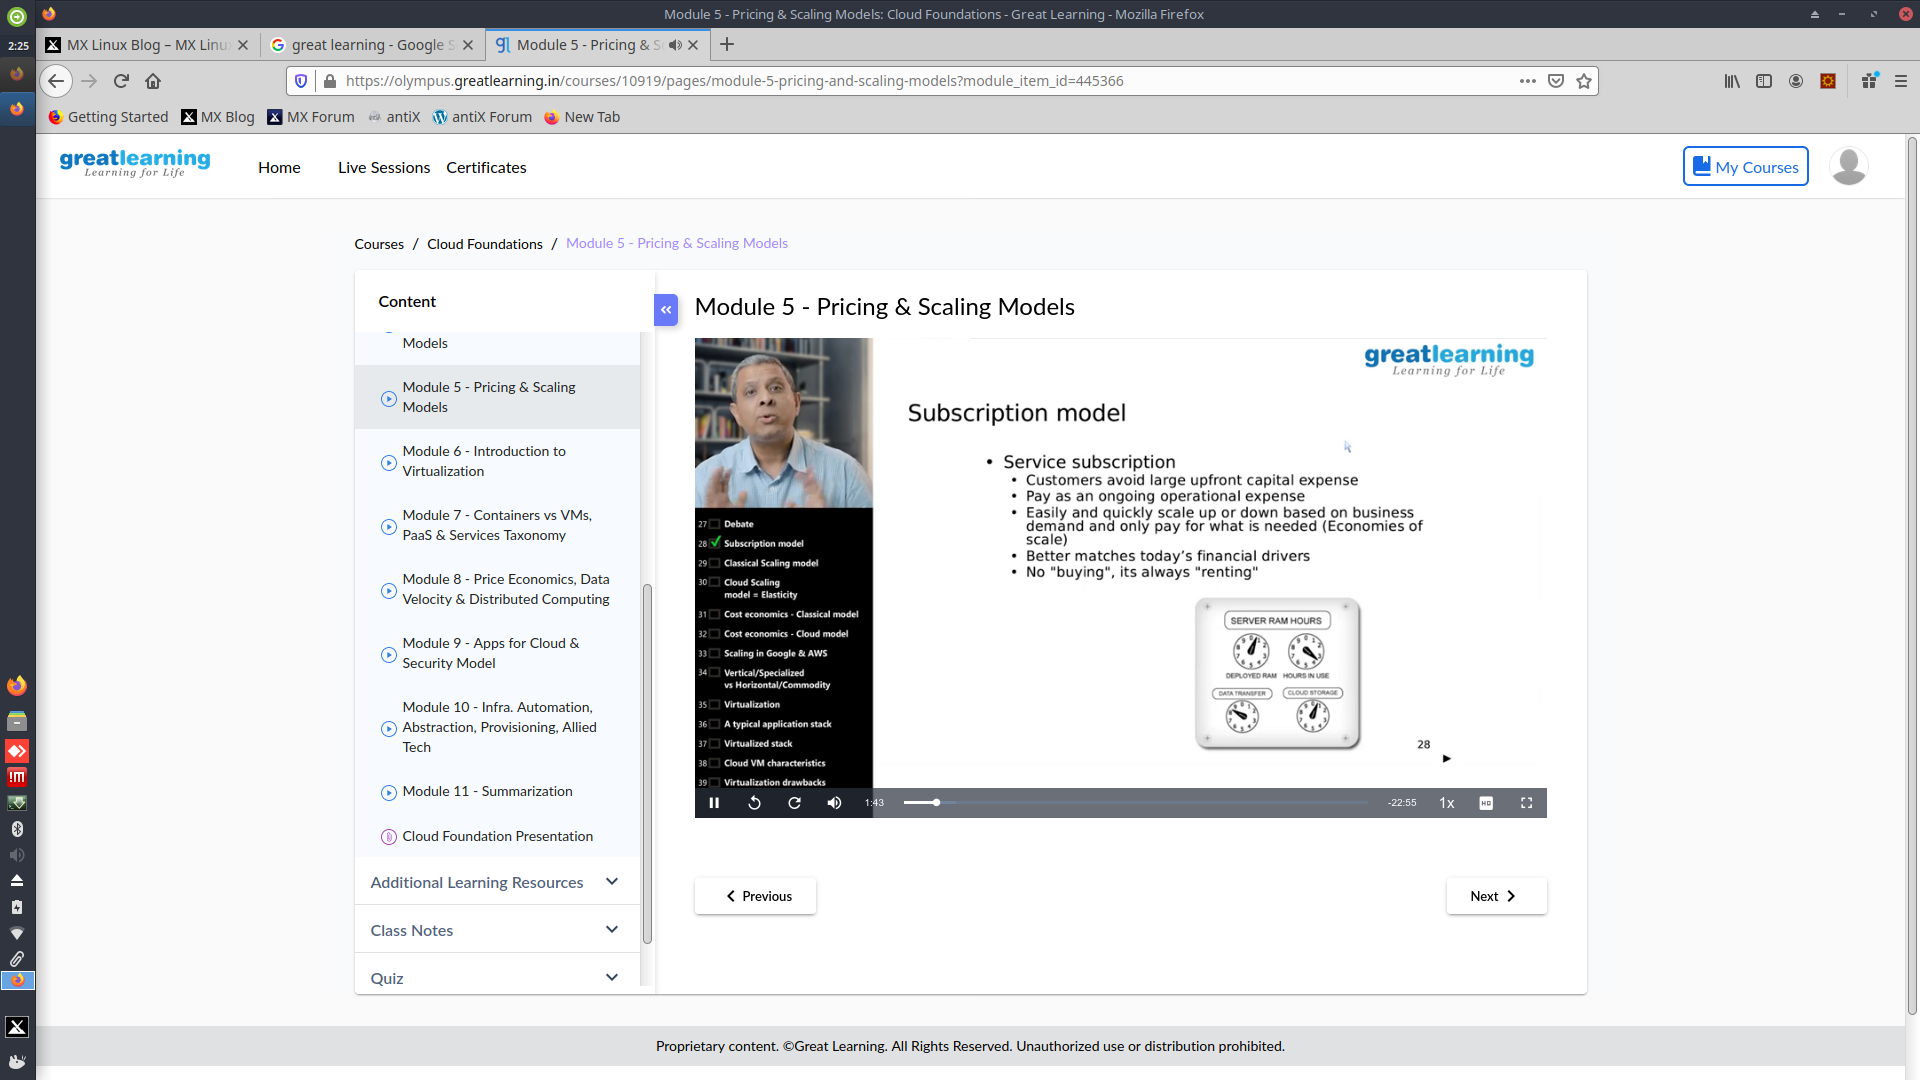 Module 5 - Pricing & Scaling Models: Cloud Foundations - Great Learning - Mozilla Firefox
2:25
MX Linux Blog – MX Linu
great learning - Google S
Module 5 - Pricing & S
https://olympus.greatlearning.in/courses/10919/pages/module-5-pricing-and-scaling-models?module_item_id=445366
Getting Started
MX Blog
MX Forum
antiX
antiX Forum
New Tab
greatlearning
Learning for Life
Home
Live Sessions
Certificates
My Courses
Courses / Cloud Foundations / Module 5 - Pricing & Scaling Models
Content
Models
Module 5 - Pricing & Scaling
Models
Module 6 - Introduction to
Virtualization
Module 7 - Containers vs VMs,
PaaS & Services Taxonomy
Module 8 - Price Economics, Data
Velocity & Distributed Computing
Module 9 - Apps for Cloud &
Security Model
Module 10 - Infra. Automation,
Abstraction, Provisioning, Allied
Tech
Module 11 - Summarization
Cloud Foundation Presentation
Additional Learning Resources
Class Notes
Quiz
Module 5 - Pricing & Scaling Models
greatlearning
Learning for Life
Subscription model
• Service subscription
• Customers avoid large upfront capital expense
• Pay as an ongoing operational expense
• Easily and quickly scale up or down based on business
demand and only pay for what is needed (Economies of
scale)
• Better matches today's financial drivers
• No "buying", its always "renting"
SERVER RAM HOURS
DEPLOYED RAM HOURS IN USE
DATA TRANSFER
CLOUD STORAGE
28
27 Debate
28 Subscription model
29 Classical Scaling model
30 Cloud Scaling
model = Elasticity
31 Cost economics - Classical model
32 Cost economics - Cloud model
33 Scaling in Google & AWS
34 Vertical/Specialized
vs Horizontal/Commodity
35 Virtualization
36 A typical application stack
37 Virtualized stack
38 Cloud VM characteristics
39 Virtualization drawbacks
1:43
-22:55
1x
HD
Previous
Next
Proprietary content. ©Great Learning. All Rights Reserved. Unauthorized use or distribution prohibited.